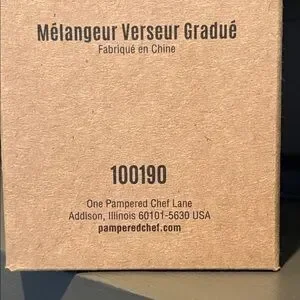 Mélangeur Verseur Gradué
Fabriqué en Chine
100190
One Pampered Chef Lane
Addison, Illinois 60101-5630 USA
pamperedchef.com